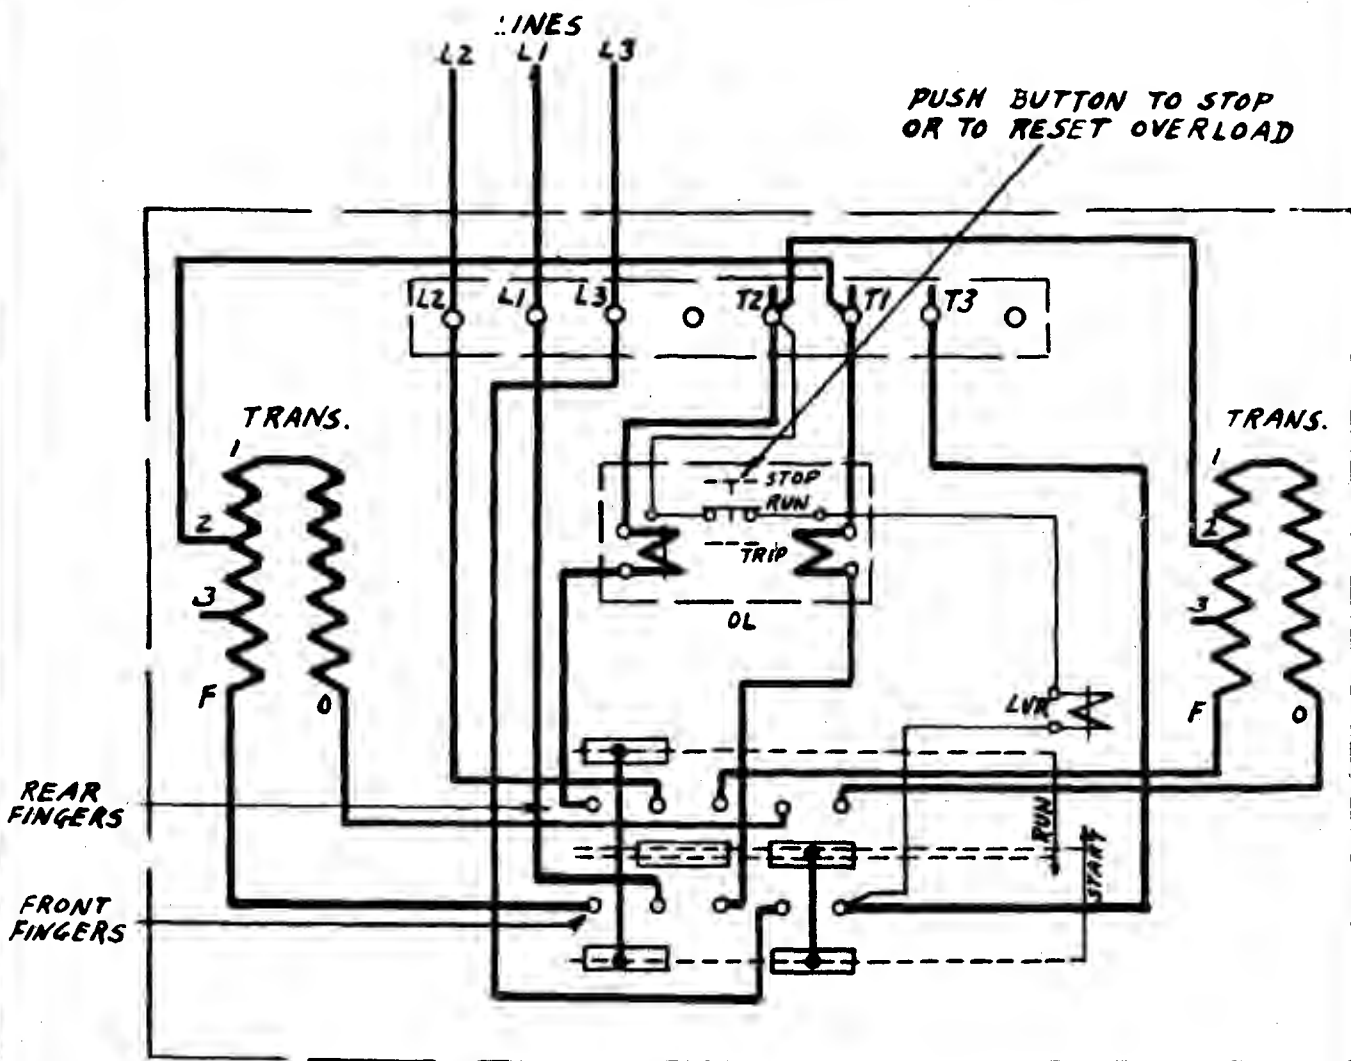 LINES
L2 L1 L3
PUSH BUTTON TO STOP
OR TO RESET OVERLOAD
L2 L1 L3 T2 T1 T3
TRANS.
1
2
3
F O
STOP
RUN
TRIP
OL
TRANS.
1
2
3
F O
LVR
REAR
FINGERS
RUN
START
FRONT
FINGERS